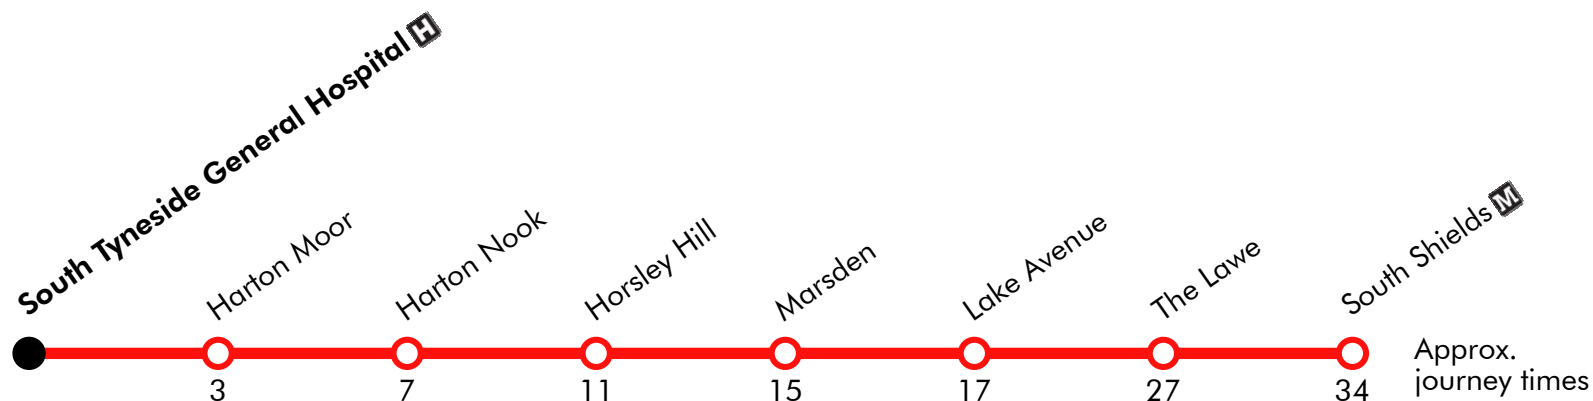 South Tyneside General Hospital H
Harton Moor
Harton Nook
Horsley Hill
Marsden
Lake Avenue
The Lawe
South Shields M
3
7
11
15
17
27
34
Approx.
journey times